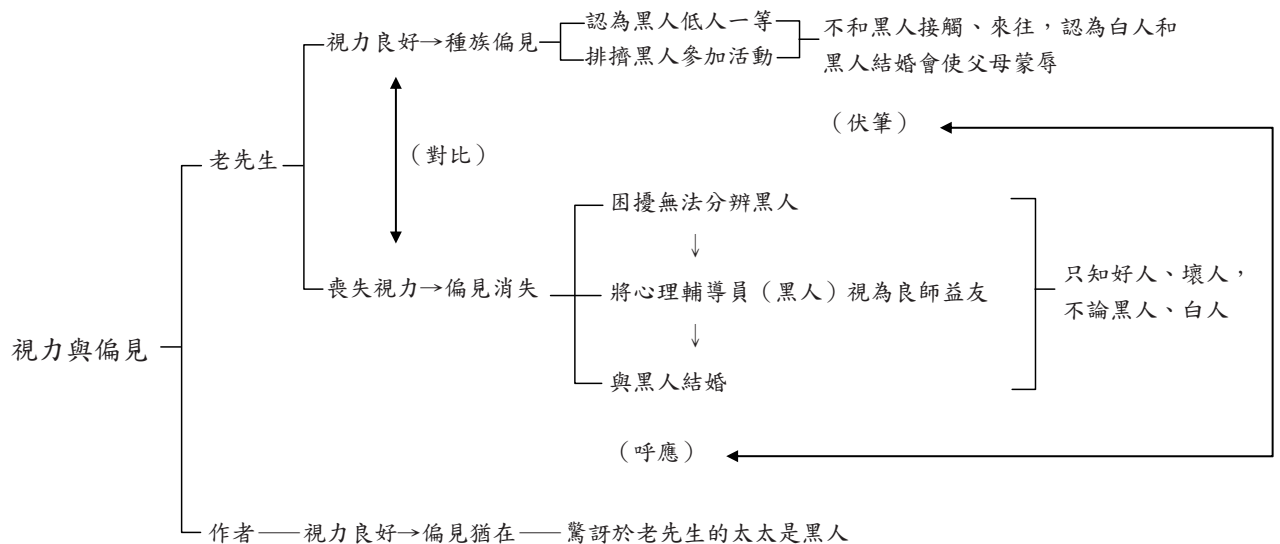 視力與偏見
老先生
視力良好→種族偏見
認為黑人低人一等
排擠黑人參加活動
不和黑人接觸、來往，認為白人和
黑人結婚會使父母蒙辱
（伏筆）
（對比）
喪失視力→偏見消失
困擾無法分辨黑人
↓
將心理輔導員（黑人）視為良師益友
↓
與黑人結婚
只知好人、壞人，
不論黑人、白人
（呼應）
作者——視力良好→偏見猶在——驚訝於老先生的太太是黑人